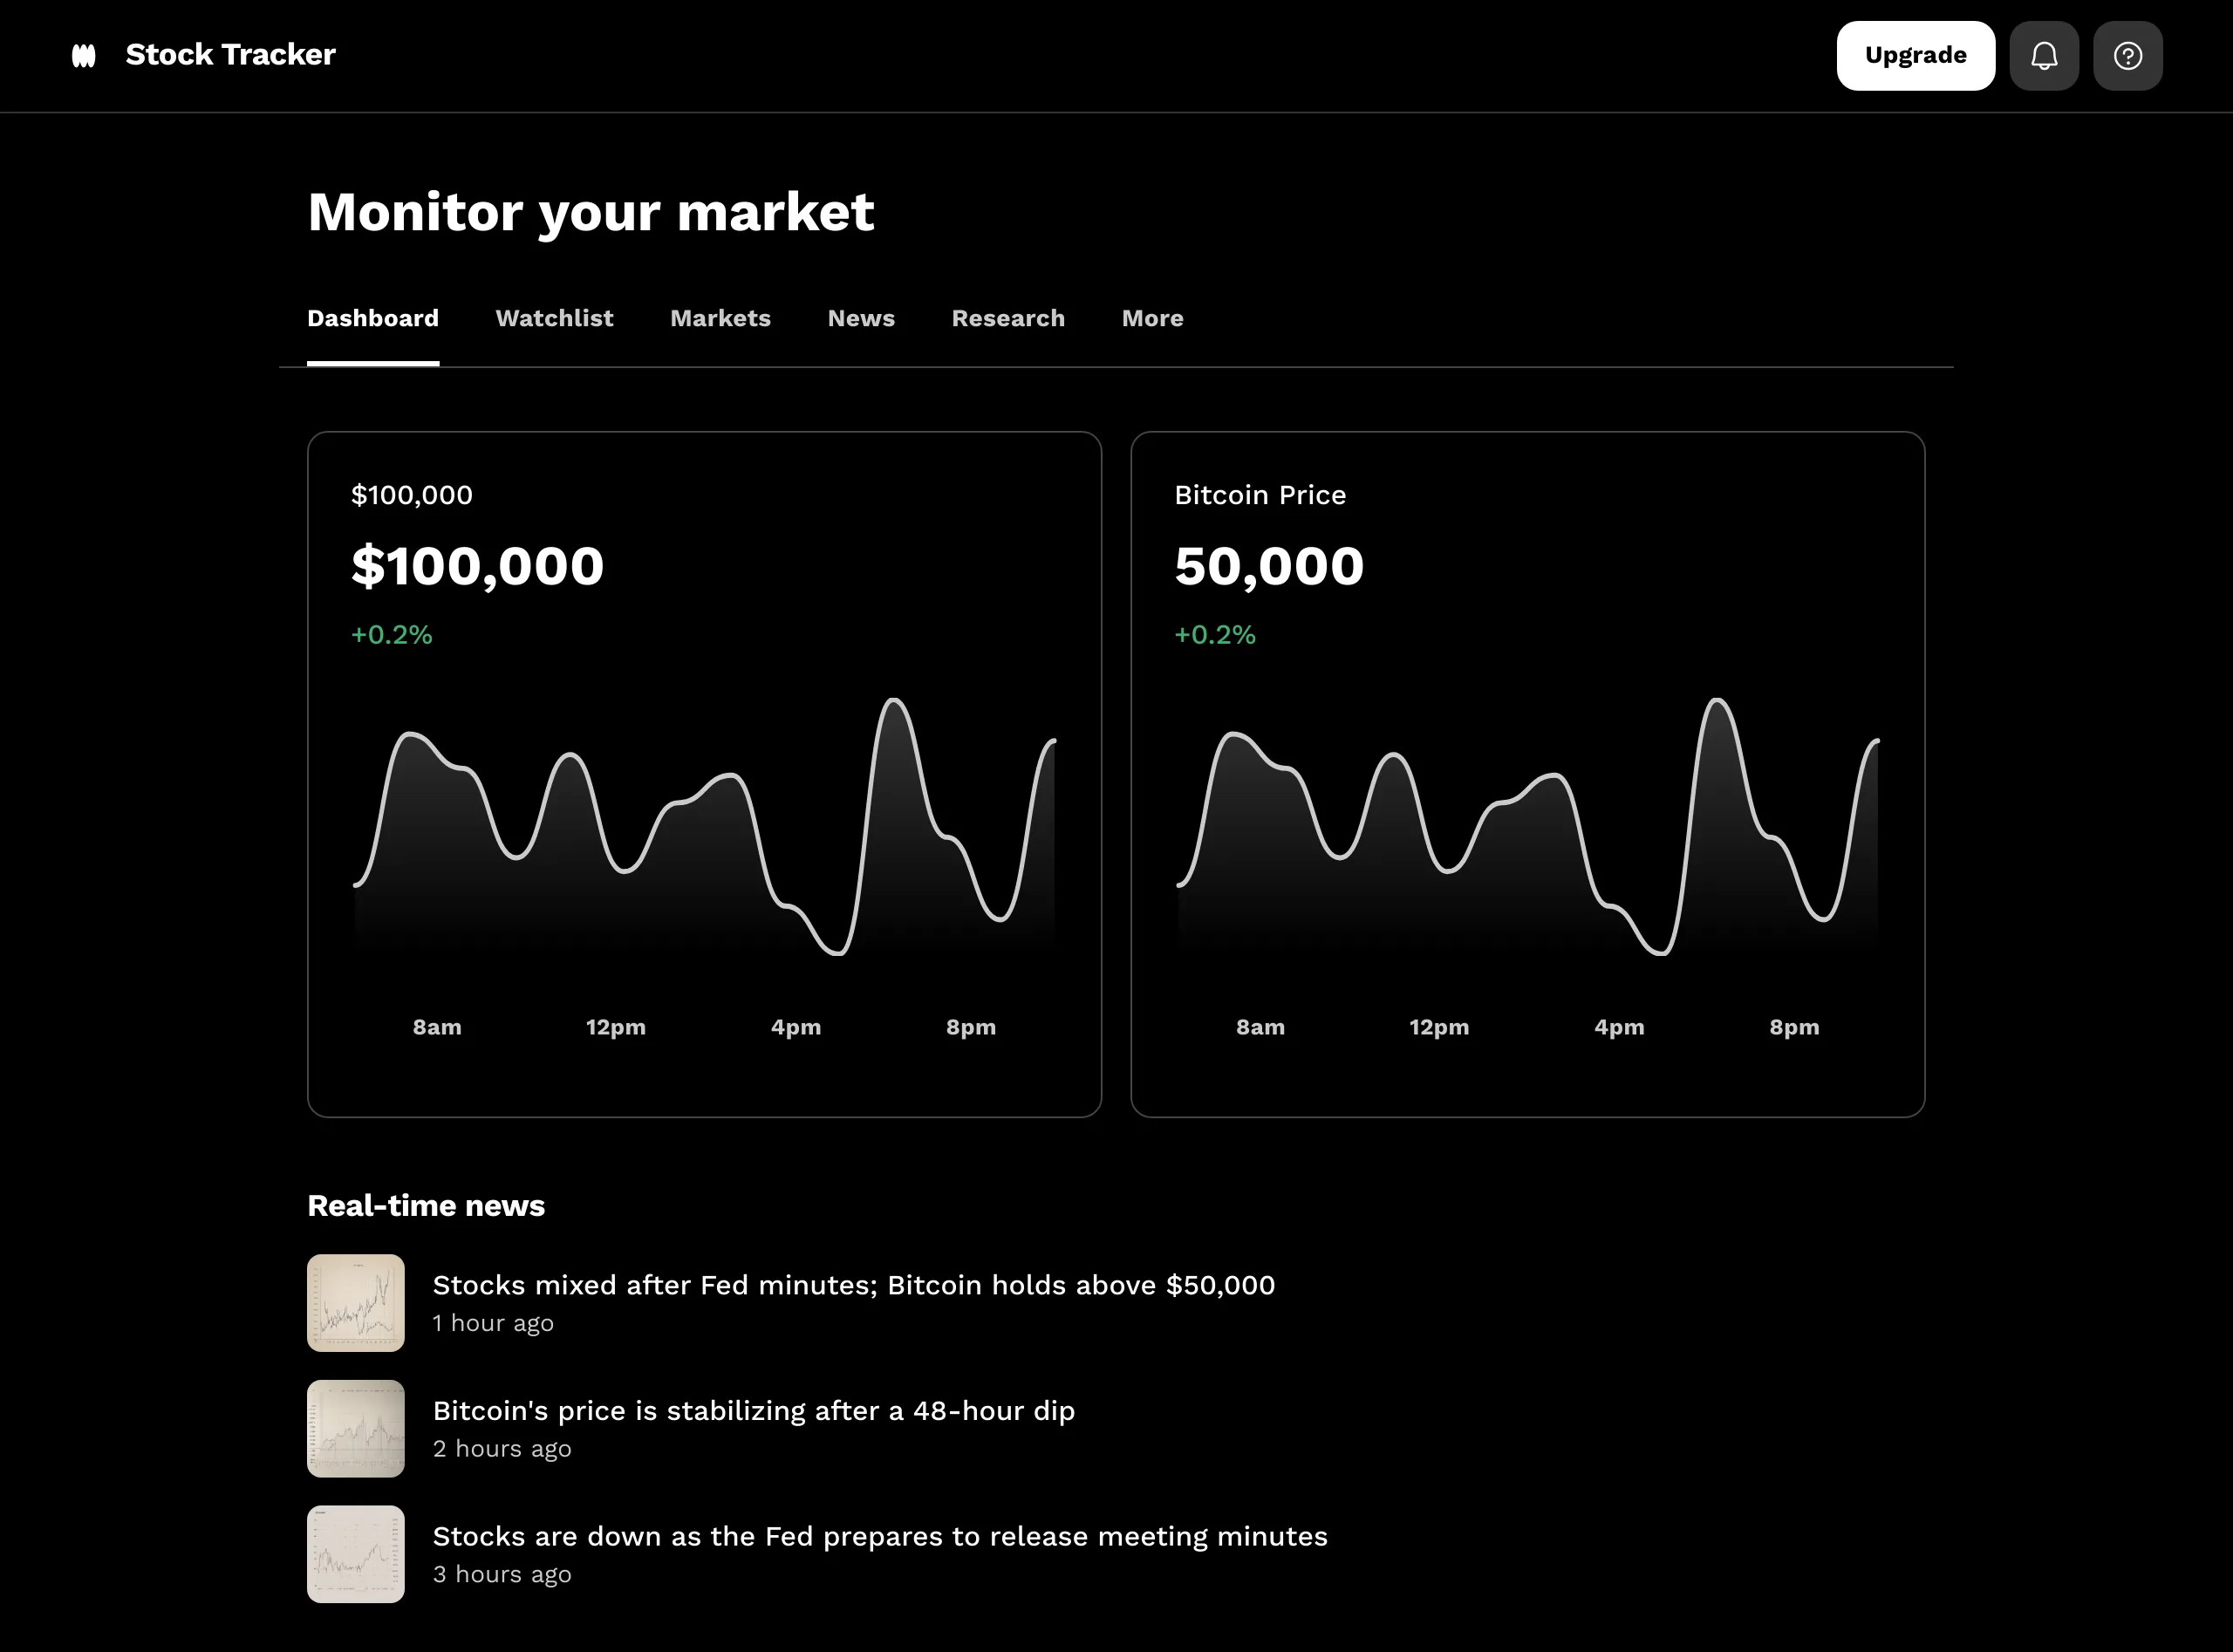 Stock Tracker
Upgrade
Monitor your market
Dashboard Watchlist Markets News Research More
$100,000
$100,000
+0.2%
8am 12pm 4pm 8pm
Bitcoin Price
50,000
+0.2%
8am 12pm 4pm 8pm
Real-time news
Stocks mixed after Fed minutes; Bitcoin holds above $50,000
1 hour ago
Bitcoin's price is stabilizing after a 48-hour dip
2 hours ago
Stocks are down as the Fed prepares to release meeting minutes
3 hours ago